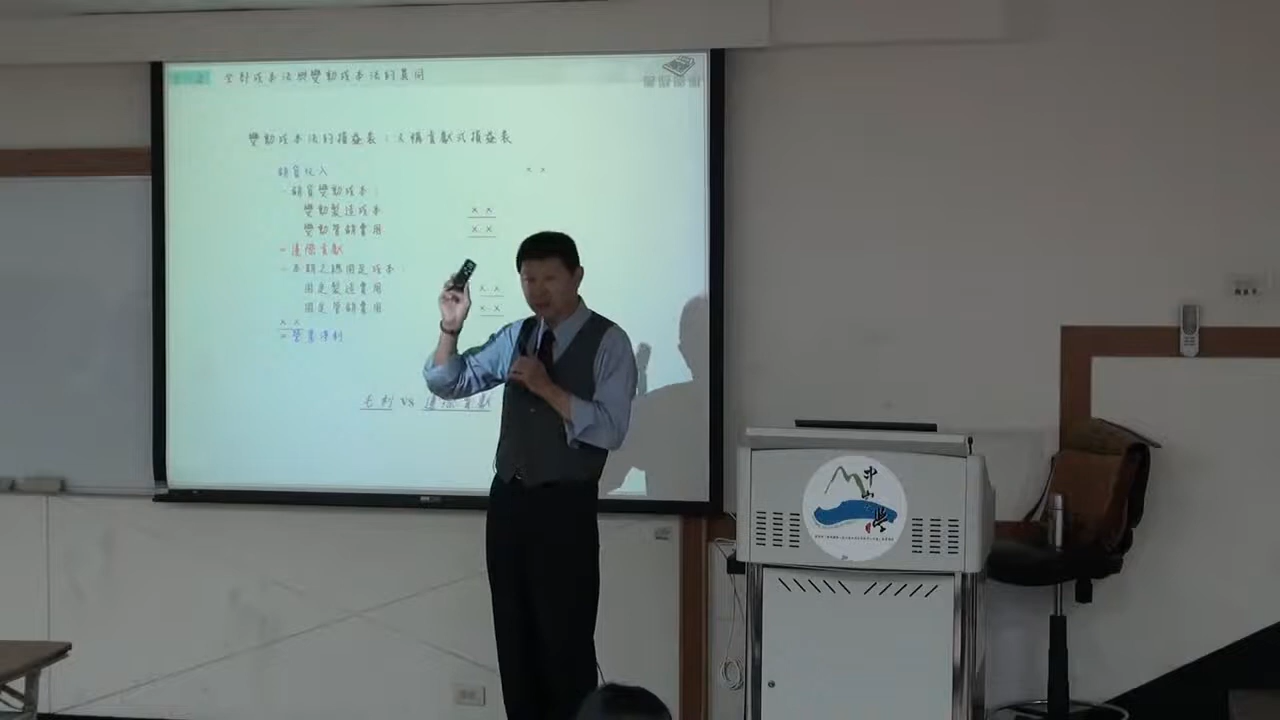 全部成本法與變動成本法的異同
變動成本法的損益表：又稱貢獻式損益表
銷貨收入 ××
－銷貨變動成本：
變動製造成本 ××
變動管銷費用 ××
＝邊際貢獻
－本期之總固定成本：
固定製造費用 ××
固定管銷費用 ××
××
＝營業淨利
毛利 vs 邊際貢獻
中山學